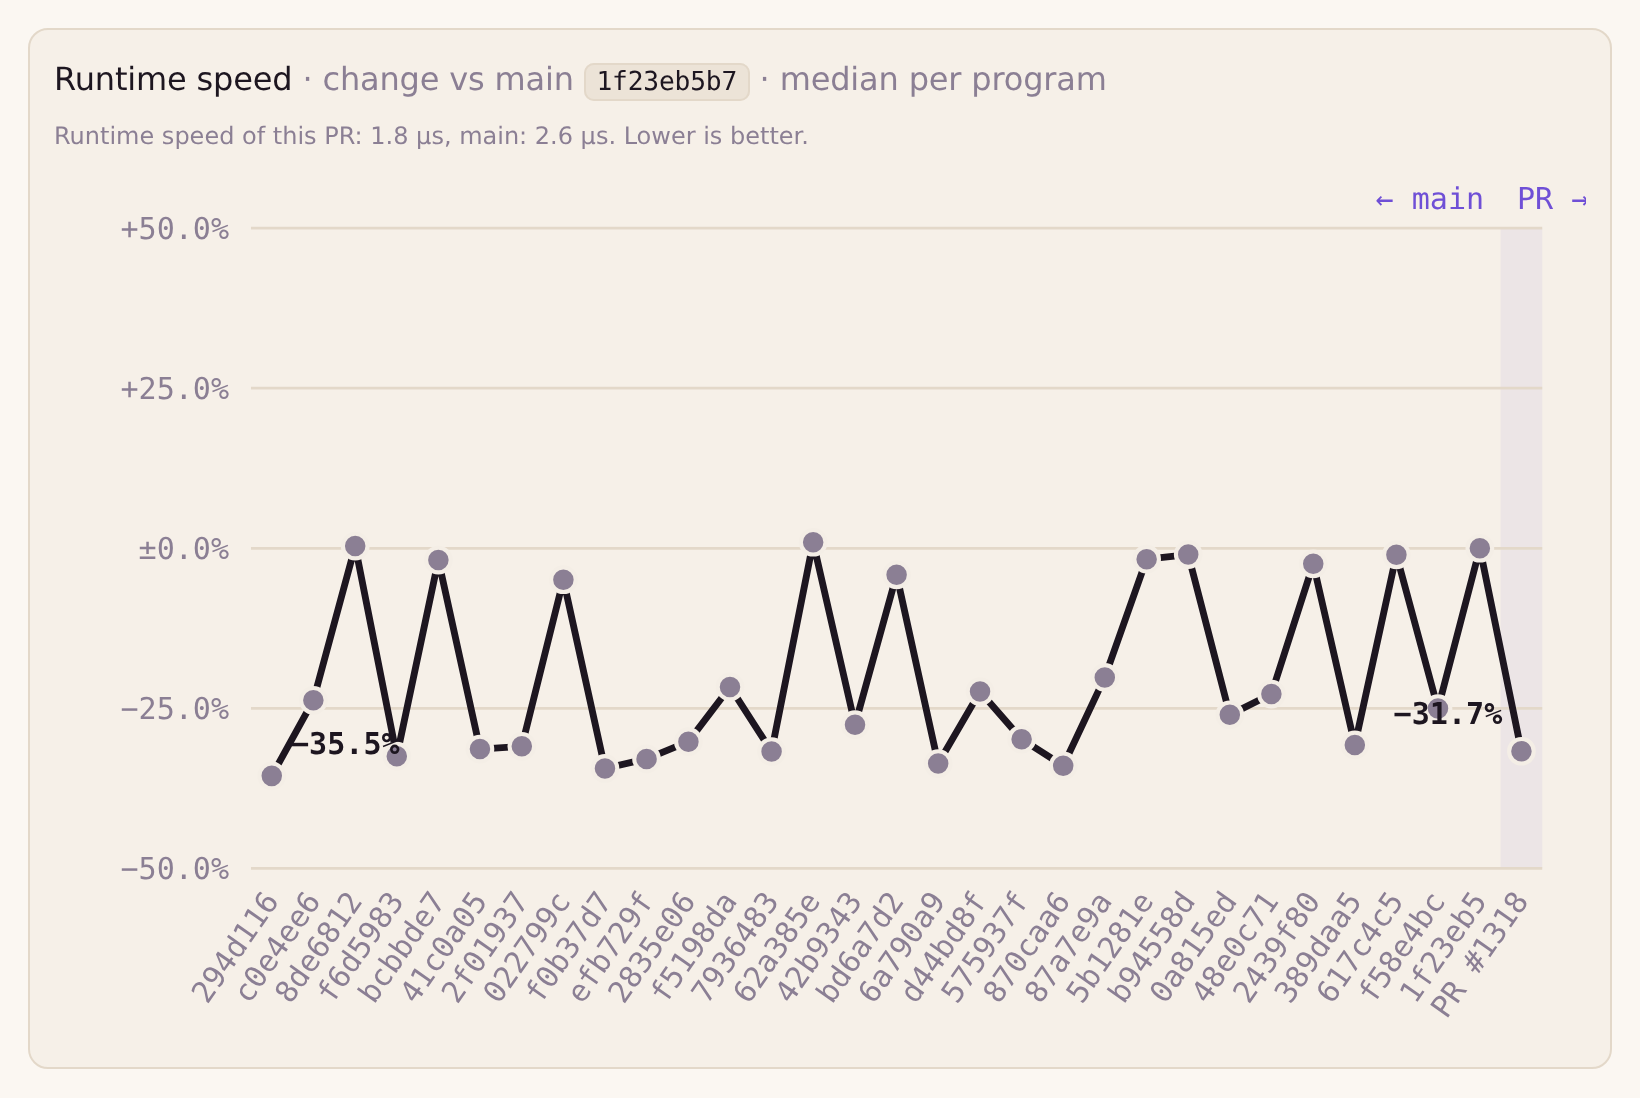 Runtime speed · change vs main 1f23eb5b7 · median per program
Runtime speed of this PR: 1.8 µs, main: 2.6 µs. Lower is better.
← main PR →
+50.0%
+25.0%
±0.0%
−25.0%
−50.0%
−35.5%
−31.7%
294d116
c0e4ee6
8de6812
f6d5983
bcbbde7
41c0a05
2f01937
022799c
f0b37d7
efb729f
2835e06
f5198da
7936483
62a385e
42b9343
bd6a7d2
6a790a9
d44bd8f
575937f
870caa6
87a7e9a
5b1281e
b94558d
0a815ed
48e0c71
2439f80
389daa5
617c4c5
f58e4bc
1f23eb5
PR #1318